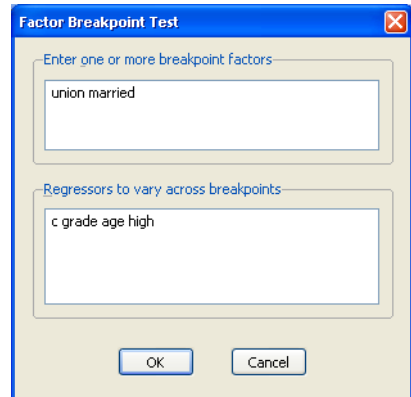 Factor Breakpoint Test
Enter one or more breakpoint factors
union married
Regressors to vary across breakpoints
c grade age high
OK
Cancel